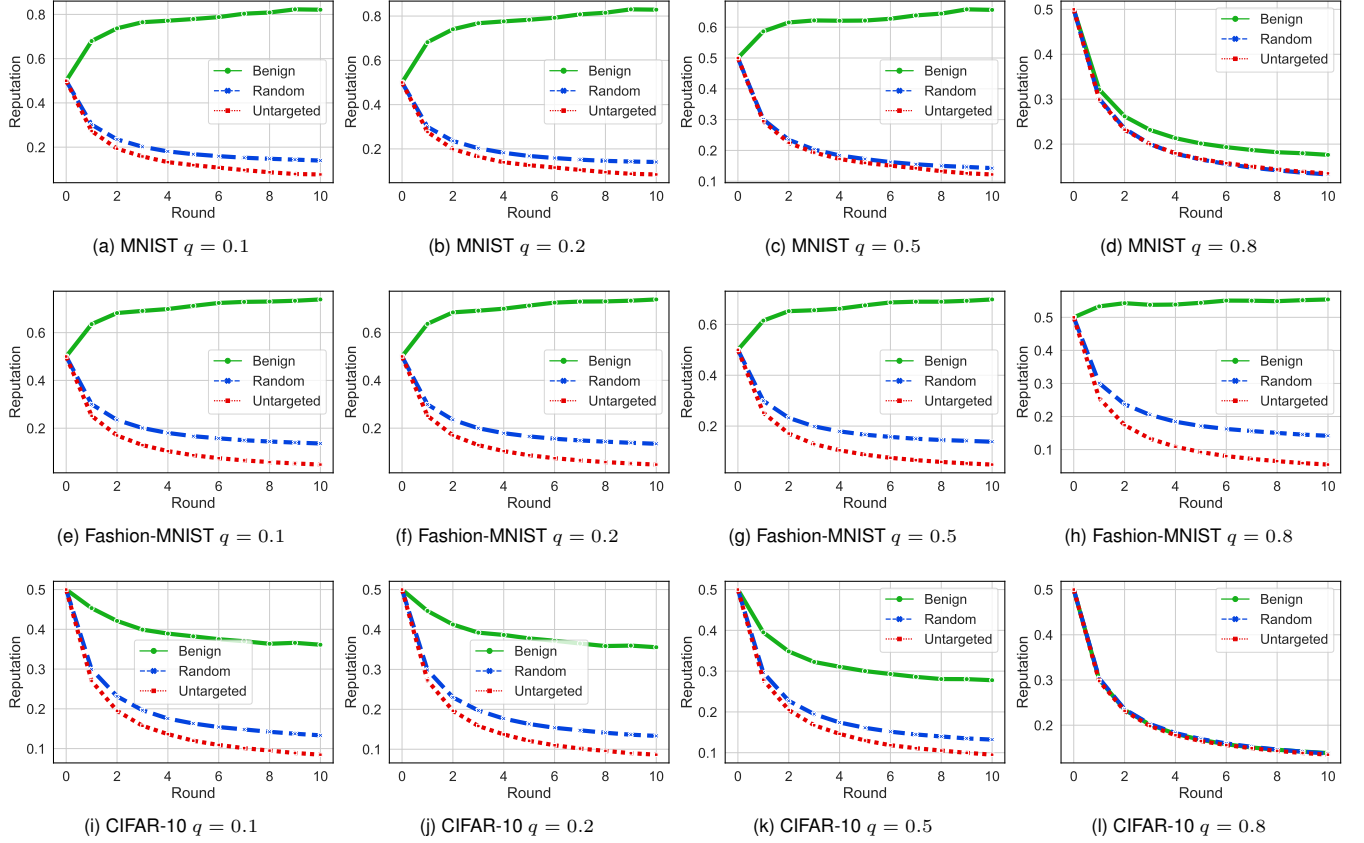 0.8
0.6
0.4
0.2
Reputation
Benign
Random
Untargeted
0 2 4 6 8 10
Round
(a) MNIST q = 0.1
0.8
0.6
0.4
0.2
Reputation
Benign
Random
Untargeted
0 2 4 6 8 10
Round
(b) MNIST q = 0.2
0.6
0.5
0.4
0.3
0.2
0.1
Reputation
Benign
Random
Untargeted
0 2 4 6 8 10
Round
(c) MNIST q = 0.5
0.5
0.4
0.3
0.2
Reputation
Benign
Random
Untargeted
0 2 4 6 8 10
Round
(d) MNIST q = 0.8
0.6
0.4
0.2
Reputation
Benign
Random
Untargeted
0 2 4 6 8 10
Round
(e) Fashion-MNIST q = 0.1
0.6
0.4
0.2
Reputation
Benign
Random
Untargeted
0 2 4 6 8 10
Round
(f) Fashion-MNIST q = 0.2
0.6
0.4
0.2
Reputation
Benign
Random
Untargeted
0 2 4 6 8 10
Round
(g) Fashion-MNIST q = 0.5
0.5
0.4
0.3
0.2
0.1
Reputation
Benign
Random
Untargeted
0 2 4 6 8 10
Round
(h) Fashion-MNIST q = 0.8
0.5
0.4
0.3
0.2
0.1
Reputation
Benign
Random
Untargeted
0 2 4 6 8 10
Round
(i) CIFAR-10 q = 0.1
0.5
0.4
0.3
0.2
0.1
Reputation
Benign
Random
Untargeted
0 2 4 6 8 10
Round
(j) CIFAR-10 q = 0.2
0.5
0.4
0.3
0.2
0.1
Reputation
Benign
Random
Untargeted
0 2 4 6 8 10
Round
(k) CIFAR-10 q = 0.5
0.5
0.4
0.3
0.2
Reputation
Benign
Random
Untargeted
0 2 4 6 8 10
Round
(l) CIFAR-10 q = 0.8